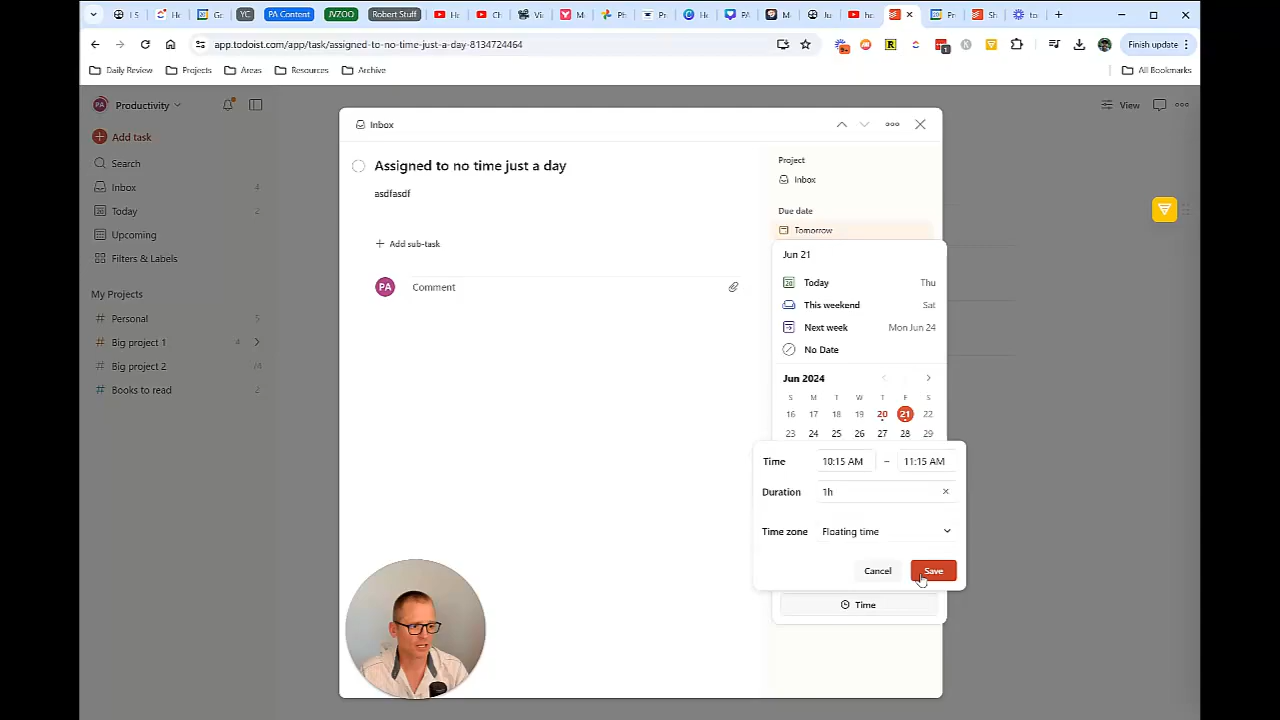 YC
PA Content
JVZOO
Robert Stuff
app.todoist.com/app/task/assigned-to-no-time-just-a-day-8134724464
Finish update
Daily Review
Projects
Areas
Resources
Archive
All Bookmarks
PA
Productivity
Add task
Search
Inbox 4
Today 2
Upcoming
Filters & Labels
My Projects
# Personal 5
# Big project 1 4
# Big project 2
# Books to read 2
View
Inbox
Assigned to no time just a day
asdfasdf
+ Add sub-task
PA
Comment
Project
Inbox
Due date
Tomorrow
Jun 21
Today Thu
This weekend Sat
Next week Mon Jun 24
No Date
Jun 2024
S M T W T F S
16 17 18 19 20 21 22
23 24 25 26 27 28 29
Time 10:15 AM – 11:15 AM
Duration 1h
Time zone Floating time
Cancel
Save
Time